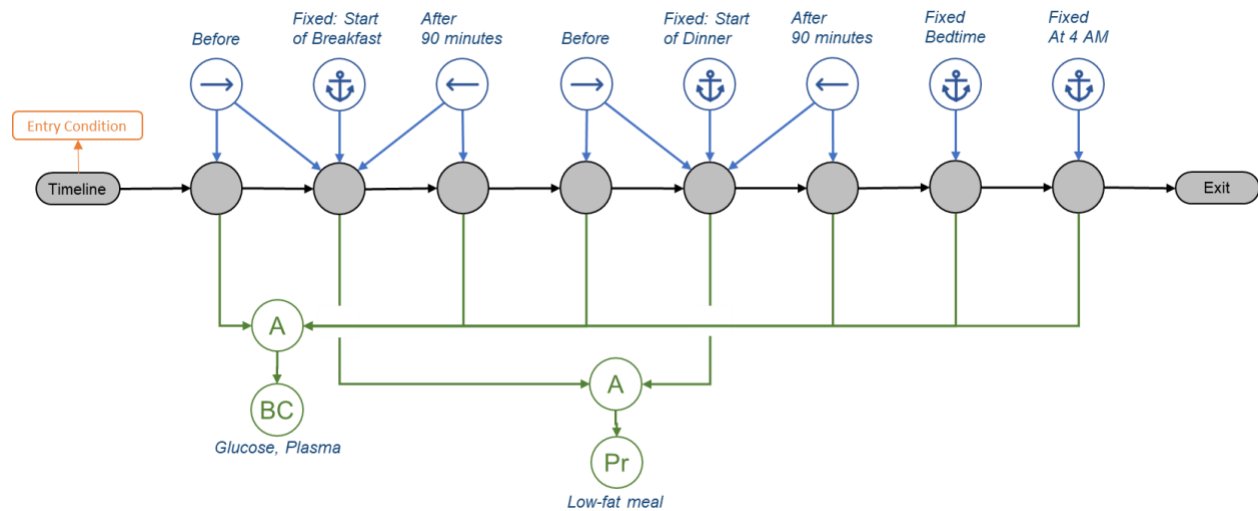 Before
Fixed: Start
of Breakfast
After
90 minutes
Before
Fixed: Start
of Dinner
After
90 minutes
Fixed
Bedtime
Fixed
At 4 AM
Entry Condition
Timeline
Exit
A
BC
Glucose, Plasma
A
Pr
Low-fat meal